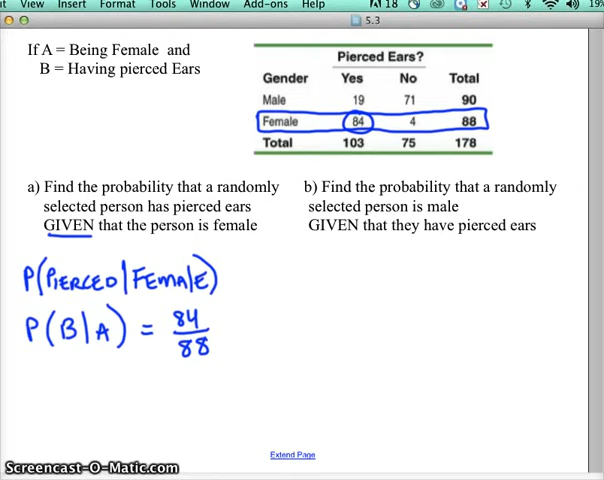 View Insert Format Tools Window Add-ons Help 18 19%
5.3
If A = Being Female and
B = Having pierced Ears
Pierced Ears?
Gender Yes No Total
Male 19 71 90
Female 84 4 88
Total 103 75 178
a) Find the probability that a randomly
selected person has pierced ears
GIVEN that the person is female
b) Find the probability that a randomly
selected person is male
GIVEN that they have pierced ears
P(PIERCED|FEMALE)
P(B|A) = 84
88
Extend Page
Screencast-O-Matic.com